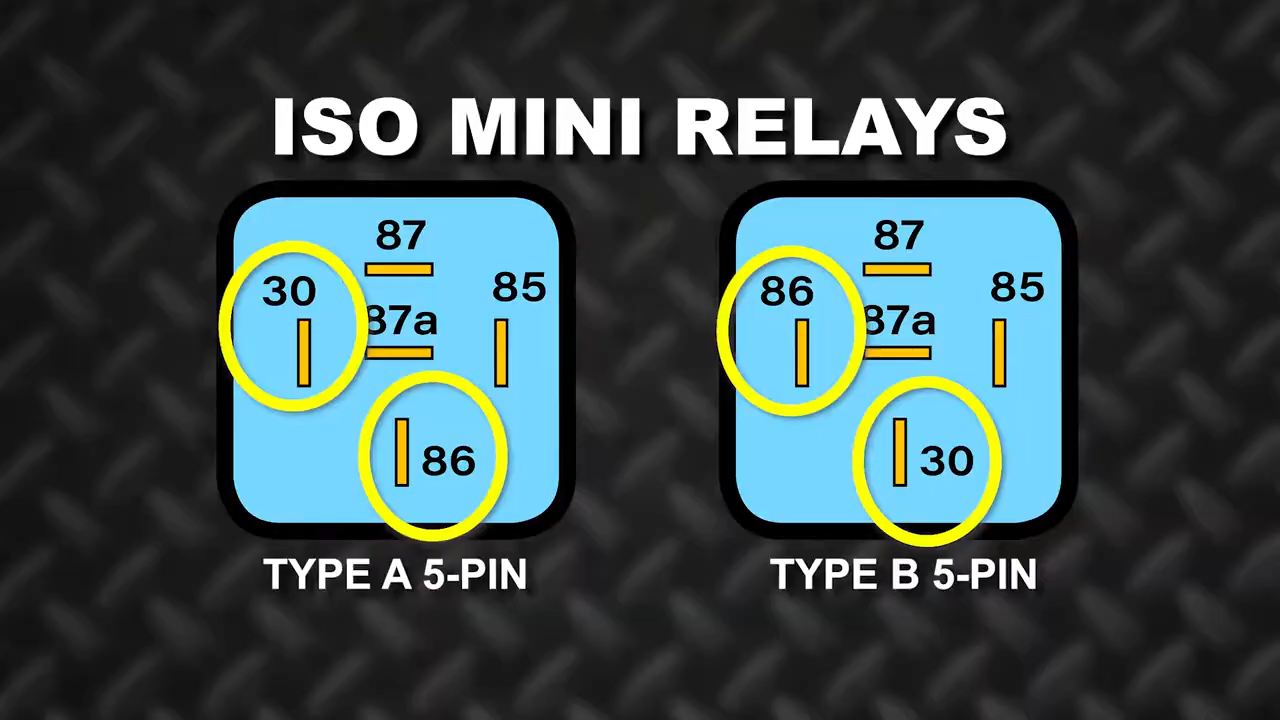 ISO MINI RELAYS
87
30
85
87a
86
TYPE A 5-PIN
87
86
85
87a
30
TYPE B 5-PIN